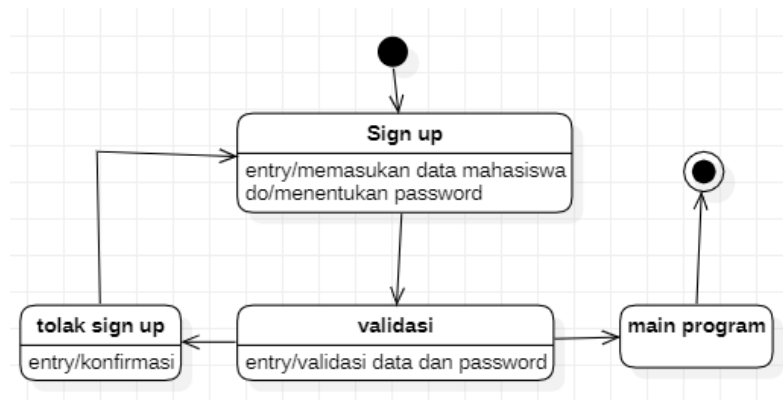 Sign up
entry/memasukan data mahasiswa
do/menentukan password
tolak sign up
entry/konfirmasi
validasi
entry/validasi data dan password
main program